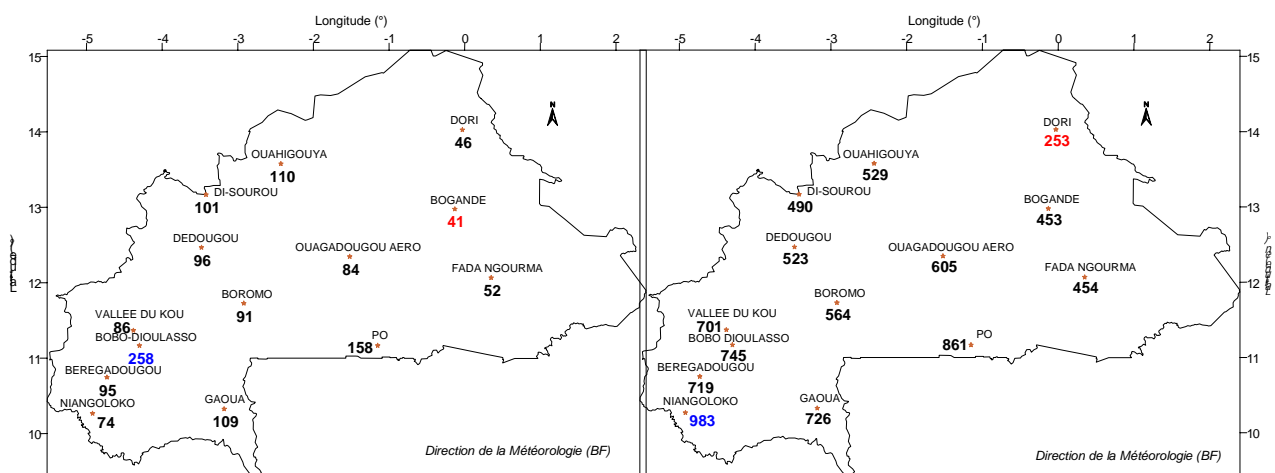 Longitude (°)
-5 -4 -3 -2 -1 0 1 2
15
14
13
12
11
10
N
DORI
46
OUAHIGOUYA
110
DI-SOUROU
101
BOGANDE
41
DEDOUGOU
96
OUAGADOUGOU AERO
84
FADA NGOURMA
52
BOROMO
91
VALLEE DU KOU
86
BOBO-DIOULASSO
258
PO
158
BEREGADOUGOU
95
NIANGOLOKO
74
GAOUA
109
Direction de la Météorologie (BF)
Longitude (°)
-5 -4 -3 -2 -1 0 1 2
15
14
13
12
11
10
N
DORI
253
OUAHIGOUYA
529
DI-SOUROU
490
BOGANDE
453
DEDOUGOU
523
OUAGADOUGOU AERO
605
FADA NGOURMA
454
BOROMO
564
VALLEE DU KOU
701
BOBO DIOULASSO
745
PO
861
BEREGADOUGOU
719
NIANGOLOKO
983
GAOUA
726
Direction de la Météorologie (BF)